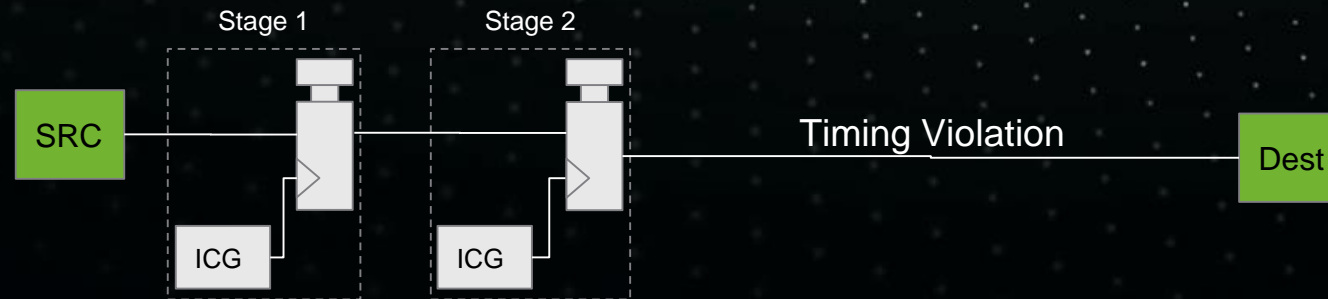 Stage 1
Stage 2
SRC
Timing Violation
Dest
ICG
ICG